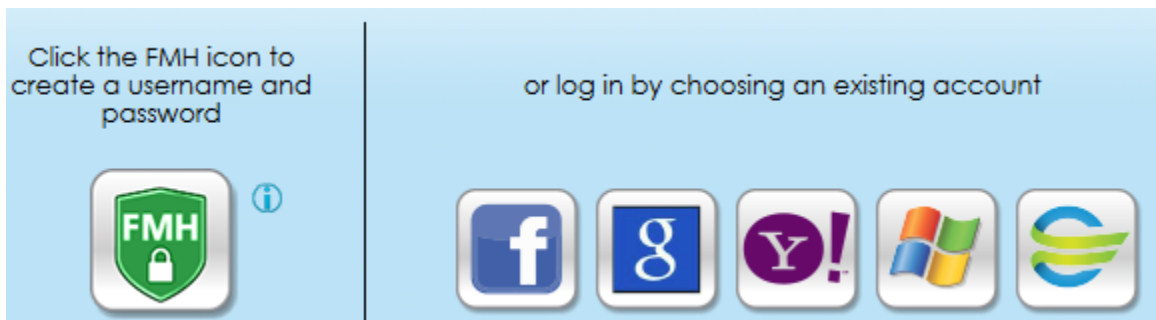 Click the FMH icon to
create a username and
password
or log in by choosing an existing account
FMH
i
f
g
Y!